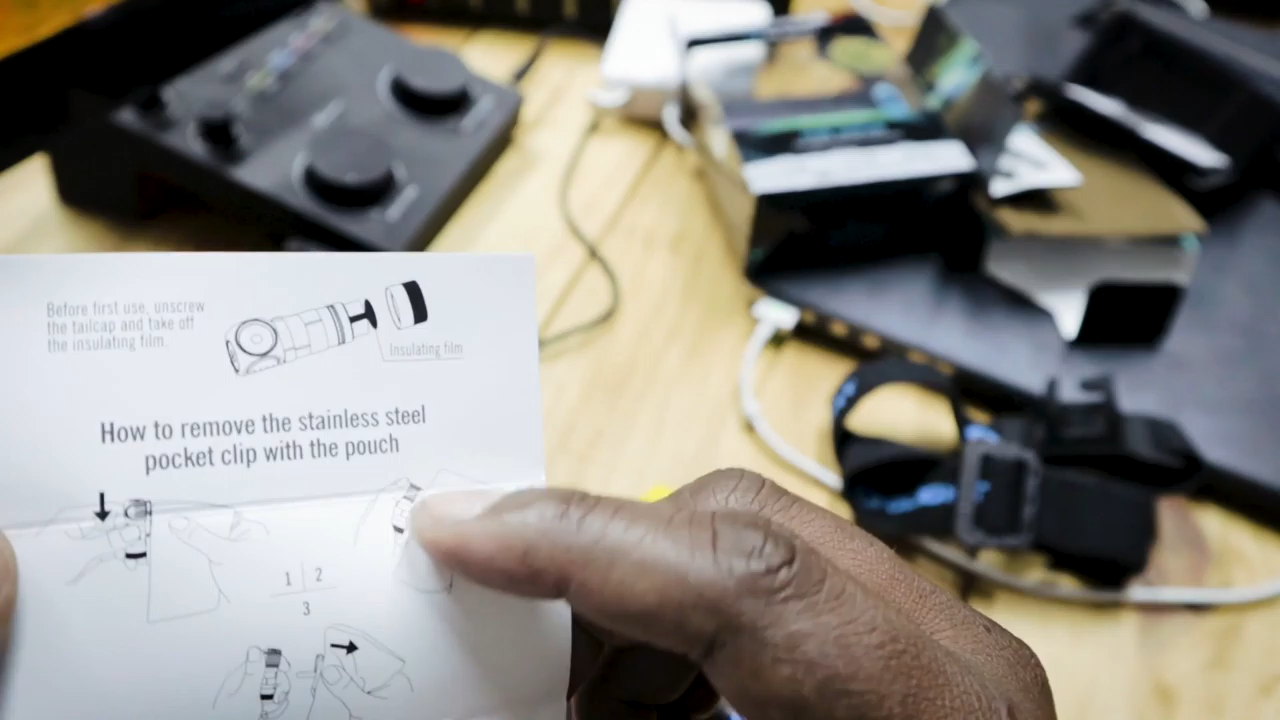 Before first use, unscrew
the tailcap and take off
the insulating film.
Insulating film
How to remove the stainless steel
pocket clip with the pouch
1 2
3